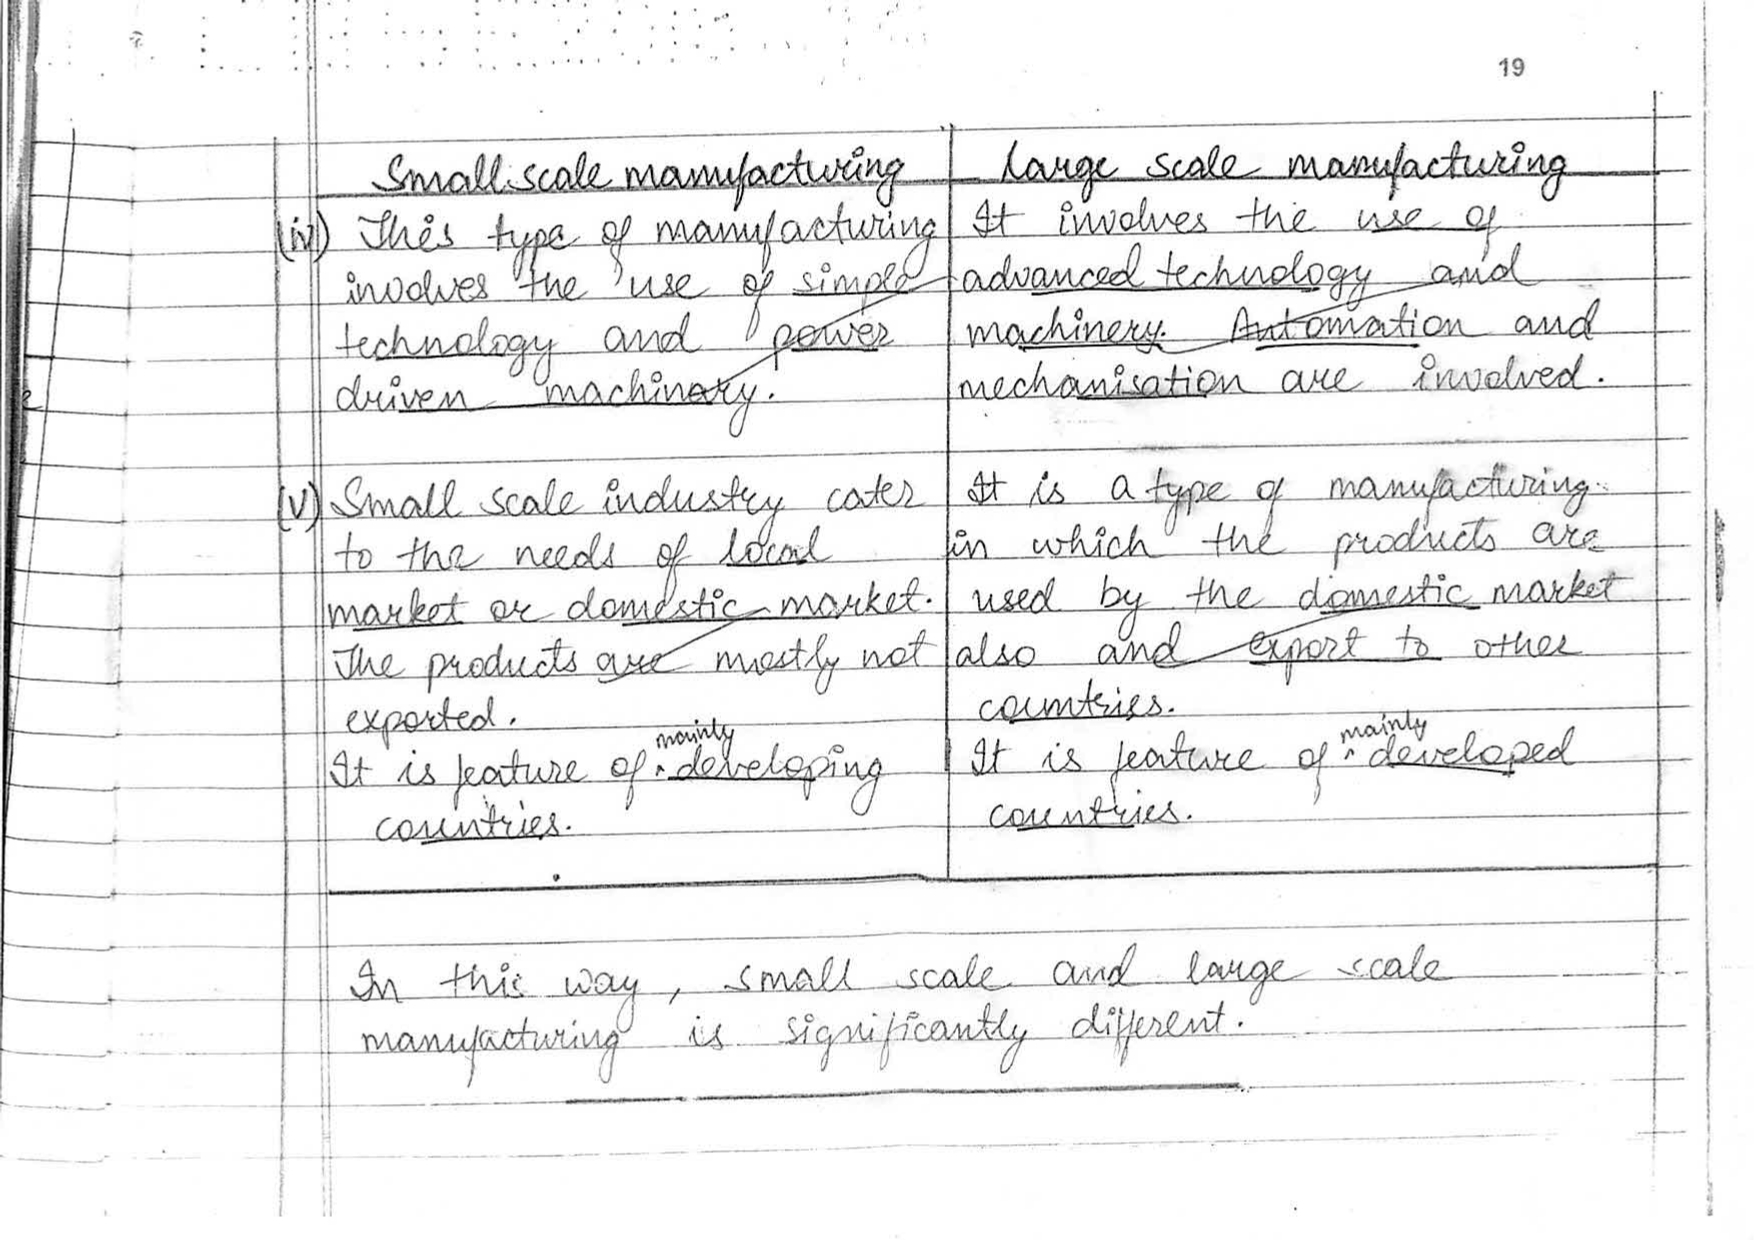 19
Small scale manufacturing
(iv) This type of manufacturing
involves the use of simple
technology and power
driven machinery.
(v) Small scale industry cater
to the needs of local
market or domestic market.
The products are mostly not
exported.
It is feature of mainly developing
countries.
Large scale manufacturing
It involves the use of
advanced technology and
machinery. Automation and
mechanisation are involved.
It is a type of manufacturing
in which the products are
used by the domestic market
also and export to other
countries.
It is feature of mainly developed
countries.
In this way, small scale and large scale
manufacturing is significantly different.